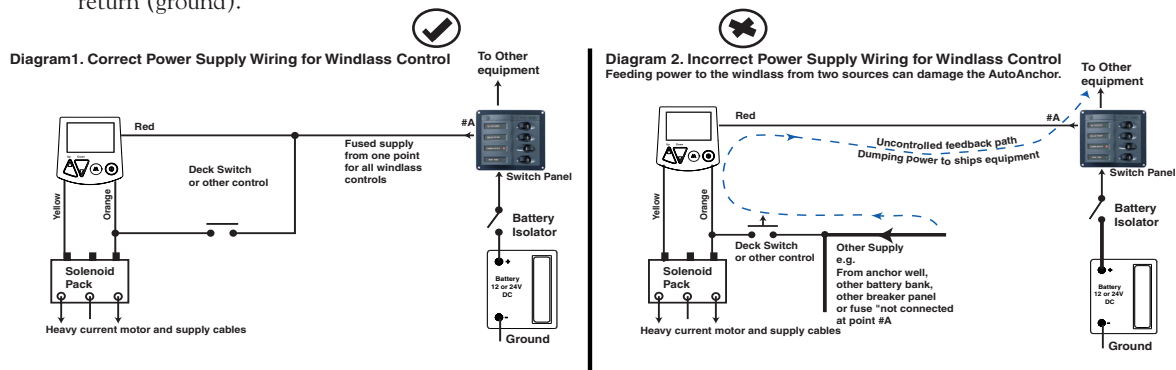 return (ground).
Diagram1. Correct Power Supply Wiring for Windlass Control
To Other
equipment
Red
#A
Fused supply
from one point
for all windlass
controls
Deck Switch
or other control
Switch Panel
Up
Down
Yellow
Orange
Battery
Isolator
Solenoid
Pack
+
Battery
12 or 24V
DC
-
Heavy current motor and supply cables
Ground
Diagram 2. Incorrect Power Supply Wiring for Windlass Control
Feeding power to the windlass from two sources can damage the AutoAnchor.
To Other
equipment
Red
#A
Uncontrolled feedback path
Dumping power to ships equipment
Switch Panel
Yellow
Orange
Battery
Isolator
Deck Switch
or other control
Other Supply
e.g.
From anchor well,
other battery bank,
other breaker panel
or fuse "not connected
at point #A
Solenoid
Pack
+
Battery
12 or 24V
DC
-
Heavy current motor and supply cables
Ground